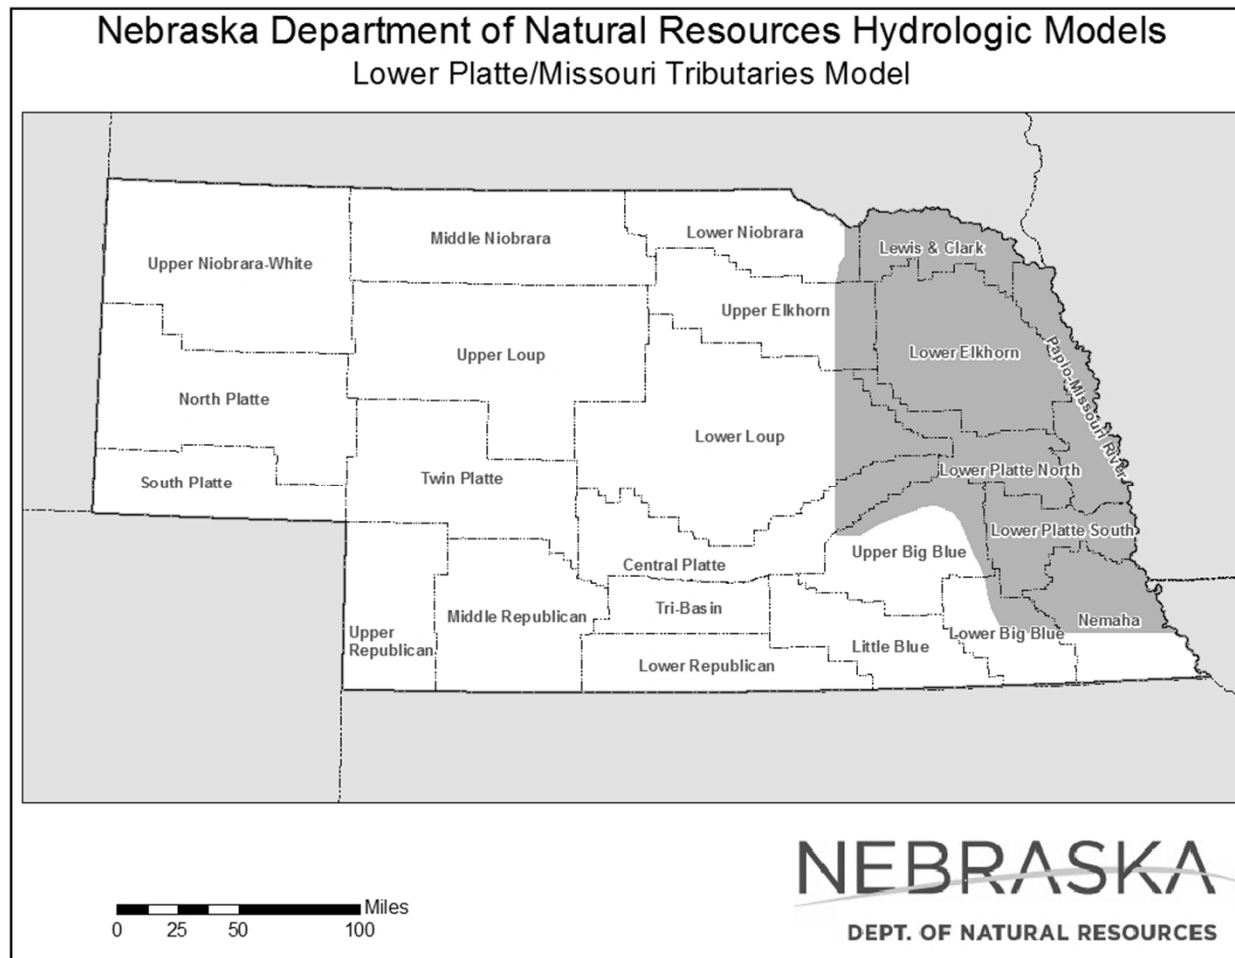 Nebraska Department of Natural Resources Hydrologic Models
Lower Platte/Missouri Tributaries Model
Lower Niobrara
Middle Niobrara
Lewis & Clark
Upper Niobrara-White
Upper Elkhorn
Lower Elkhorn
Upper Loup
Papio-Missouri River
North Platte
Lower Loup
Lower Platte North
Twin Platte
South Platte
Lower Platte South
Upper Big Blue
Central Platte
Tri-Basin
Middle Republican
Nemaha
Upper
Republican
Lower Big Blue
Little Blue
Lower Republican
NEBRASKA
Miles
0 25 50 100
DEPT. OF NATURAL RESOURCES